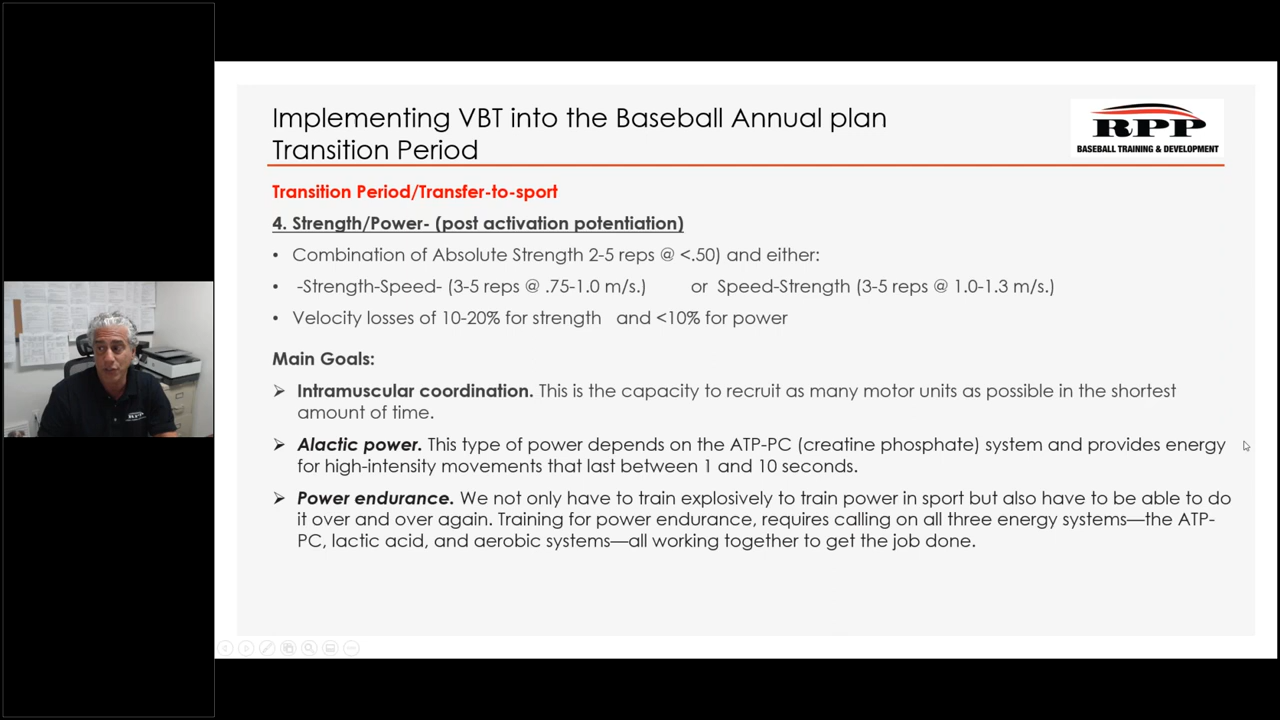 Implementing VBT into the Baseball Annual plan
Transition Period
RPP
BASEBALL TRAINING & DEVELOPMENT
Transition Period/Transfer-to-sport
4. Strength/Power- (post activation potentiation)
• Combination of Absolute Strength 2-5 reps @ <.50) and either:
• -Strength-Speed- (3-5 reps @ .75-1.0 m/s.) or Speed-Strength (3-5 reps @ 1.0-1.3 m/s.)
• Velocity losses of 10-20% for strength and <10% for power
Main Goals:
➢ Intramuscular coordination. This is the capacity to recruit as many motor units as possible in the shortest
amount of time.
➢ Alactic power. This type of power depends on the ATP-PC (creatine phosphate) system and provides energy
for high-intensity movements that last between 1 and 10 seconds.
➢ Power endurance. We not only have to train explosively to train power in sport but also have to be able to do
it over and over again. Training for power endurance, requires calling on all three energy systems—the ATP-
PC, lactic acid, and aerobic systems—all working together to get the job done.
RPP